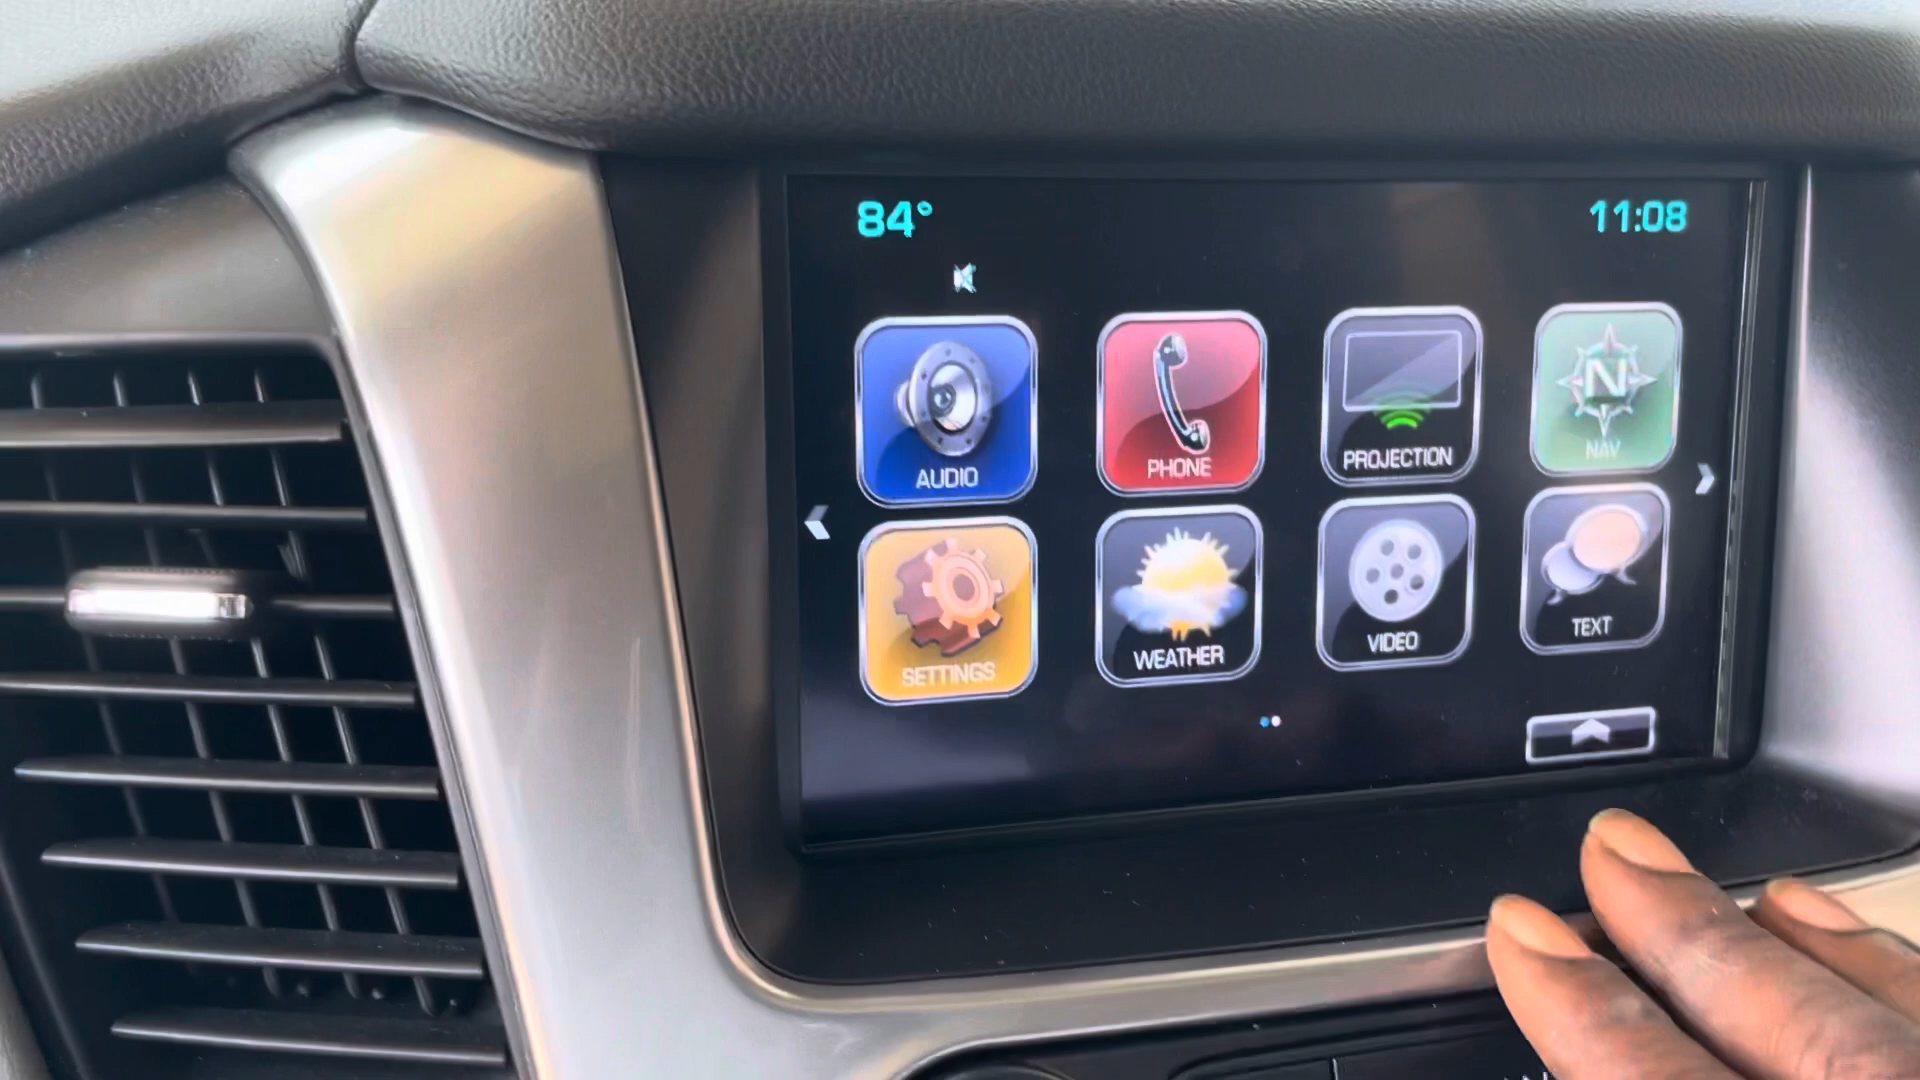 84°
11:08
AUDIO
PHONE
PROJECTION
N
NAV
SETTINGS
WEATHER
VIDEO
TEXT